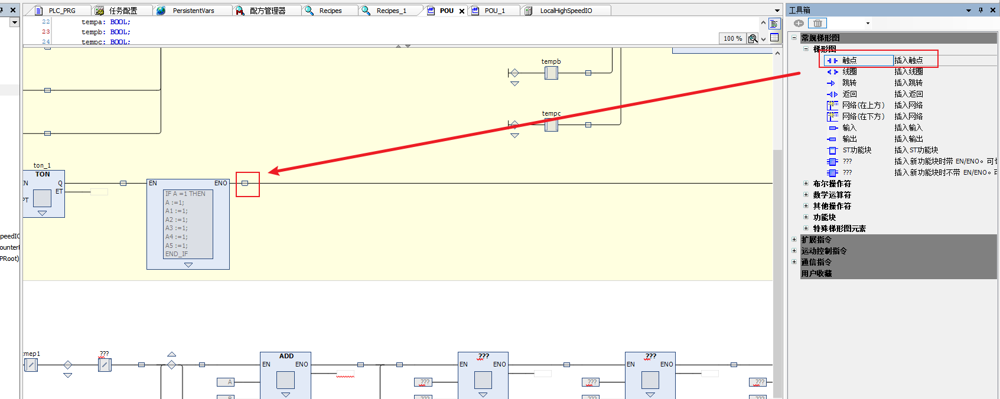 PLC_PRG
任务配置
PersistentVars
配方管理器
Recipes
Recipes_1
POU
POU_1
LocalHighSpeedIO
22 tempa: BOOL;
23 tempb: BOOL;
24 tempc: BOOL;
100 %
tempb
tempc
ton_1
TON
Q
ET
PT
EN
ENO
IF A =1 THEN
A :=1;
A1 :=1;
A2 :=1;
A3 :=1;
A4 :=1;
A5 :=1;
END_IF
peedIO
ounter
PRoot)
mep1
???
ADD
EN
ENO
A
B
???
EN
ENO
???
???
???
EN
ENO
???
???
???
???
工具箱
常规梯形图
梯形图
触点 插入触点
线圈 插入线圈
跳转 插入跳转
返回 插入返回
网络(在上方) 插入网络
网络(在下方) 插入网络
输入 插入输入
输出 插入输出
ST功能块 插入ST功能块
??? 插入新功能块时带 EN/ENO。可
??? 插入新功能块时不带 EN/ENO。
布尔操作符
数学运算符
其他操作符
功能块
特殊梯形图元素
扩展指令
运动控制指令
通信指令
用户收藏